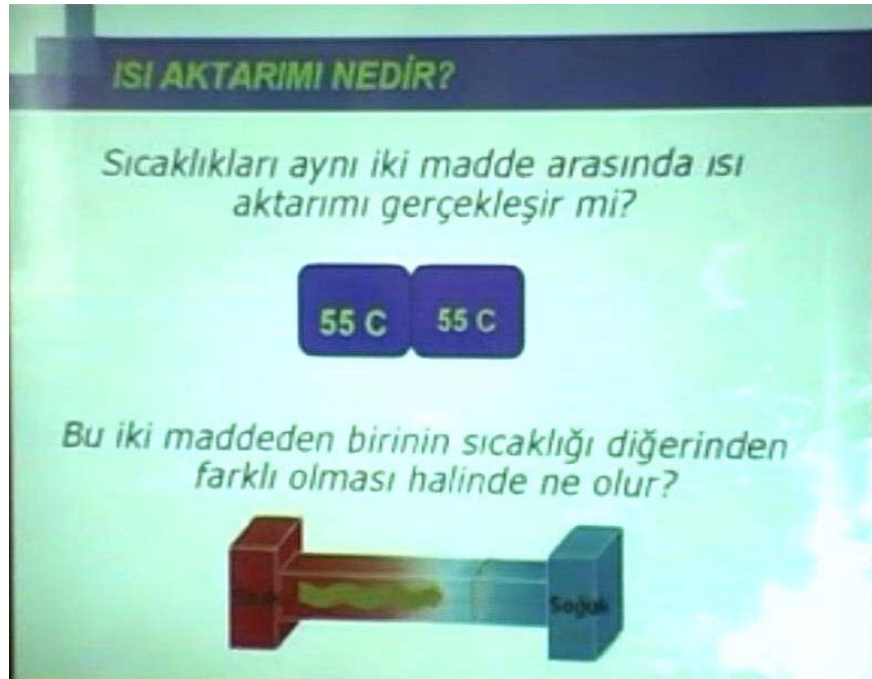 ISI AKTARIMI NEDİR?
Sıcaklıkları aynı iki madde arasında ısı
aktarımı gerçekleşir mi?
55 C 55 C
Bu iki maddeden birinin sıcaklığı diğerinden
farklı olması halinde ne olur?
Soğuk